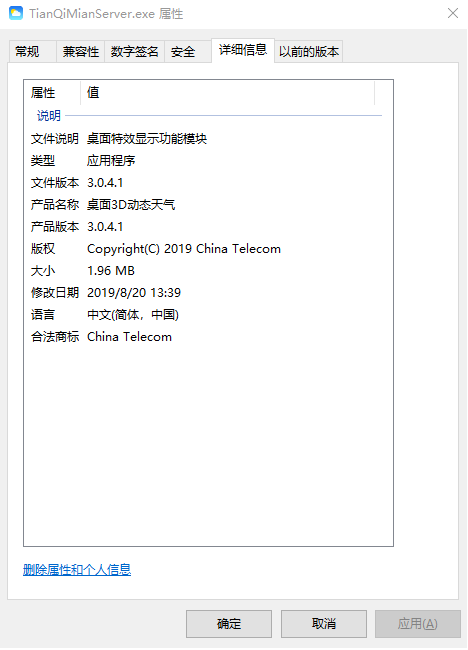 TianQiMianServer.exe 属性
常规 兼容性 数字签名 安全 详细信息 以前的版本
属性 值
说明
文件说明 桌面特效显示功能模块
类型 应用程序
文件版本 3.0.4.1
产品名称 桌面3D动态天气
产品版本 3.0.4.1
版权 Copyright(C) 2019 China Telecom
大小 1.96 MB
修改日期 2019/8/20 13:39
语言 中文(简体，中国)
合法商标 China Telecom
删除属性和个人信息
确定 取消 应用(A)